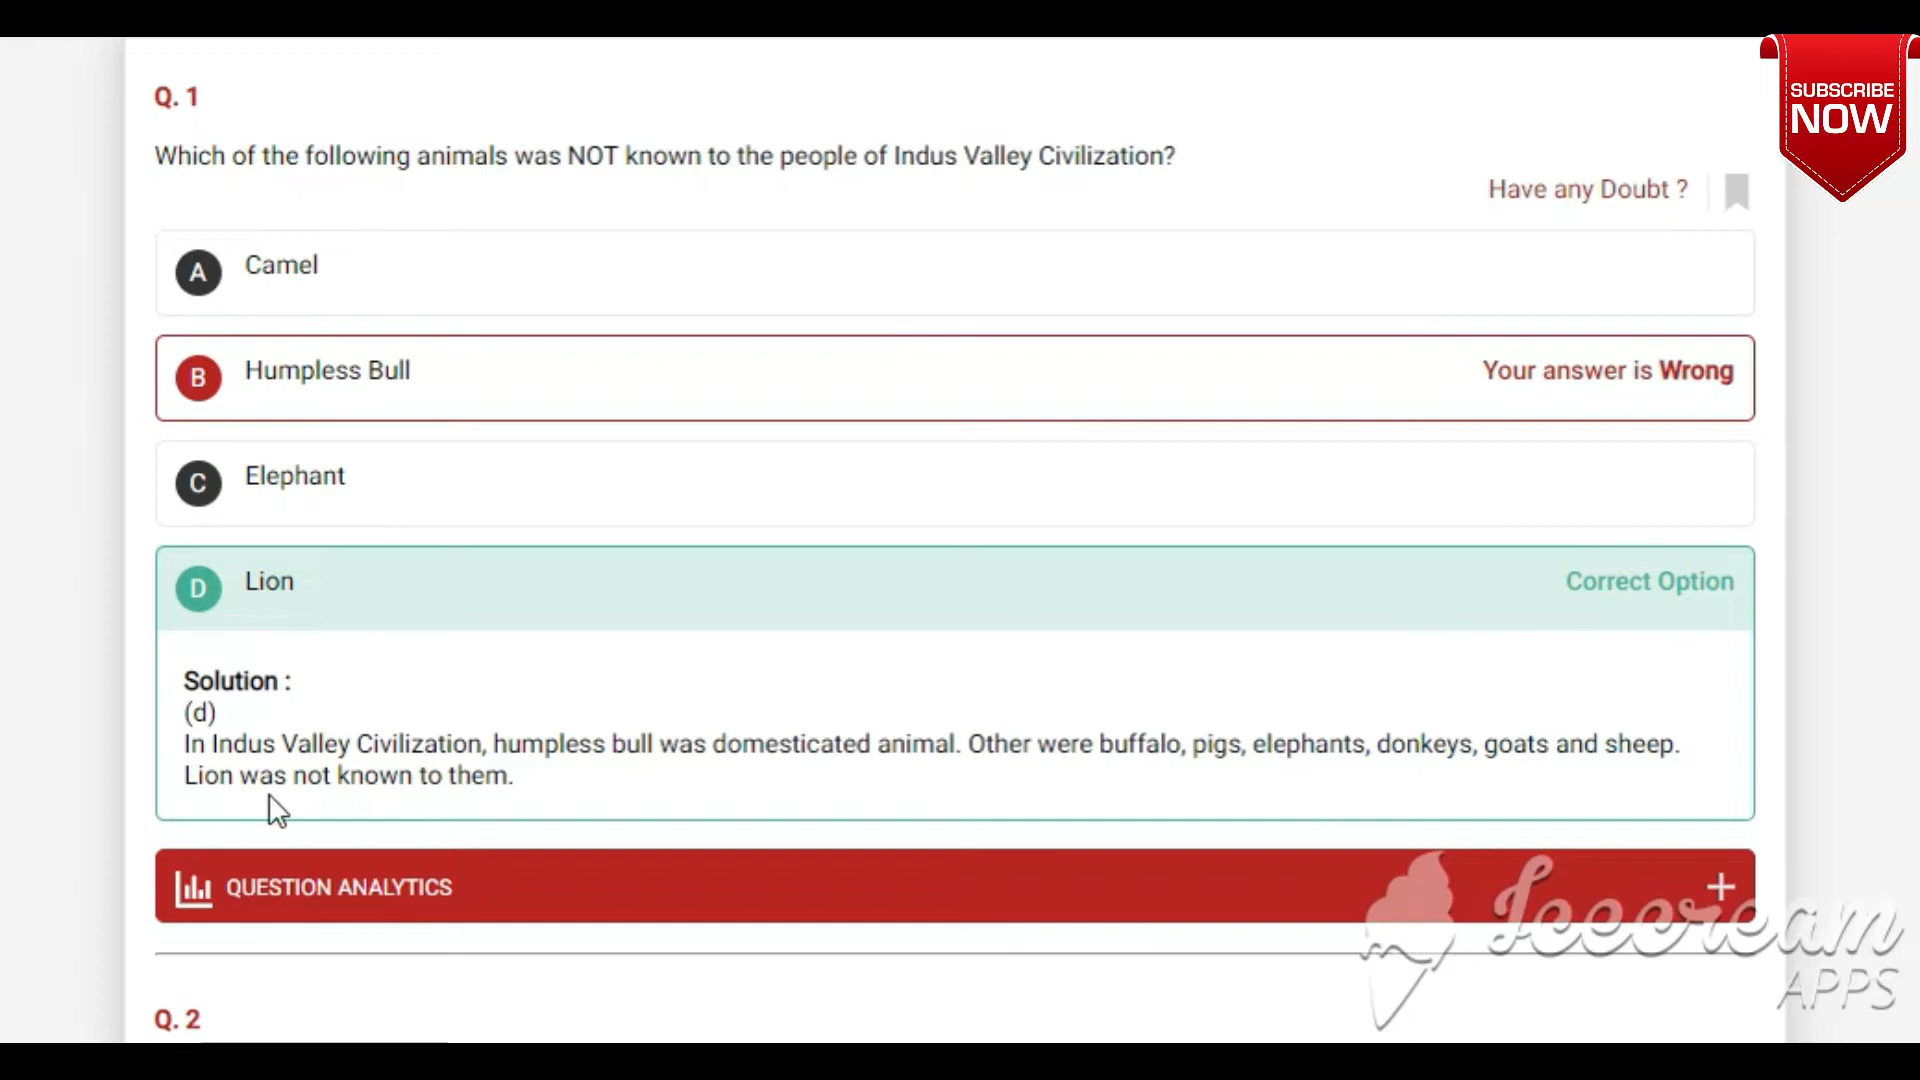 SUBSCRIBE
NOW
Q. 1
Which of the following animals was NOT known to the people of Indus Valley Civilization?
Have any Doubt ?
A Camel
B Humpless Bull Your answer is Wrong
C Elephant
D Lion Correct Option
Solution :
(d)
In Indus Valley Civilization, humpless bull was domesticated animal. Other were buffalo, pigs, elephants, donkeys, goats and sheep.
Lion was not known to them.
QUESTION ANALYTICS +
Icecream
APPS
Q. 2